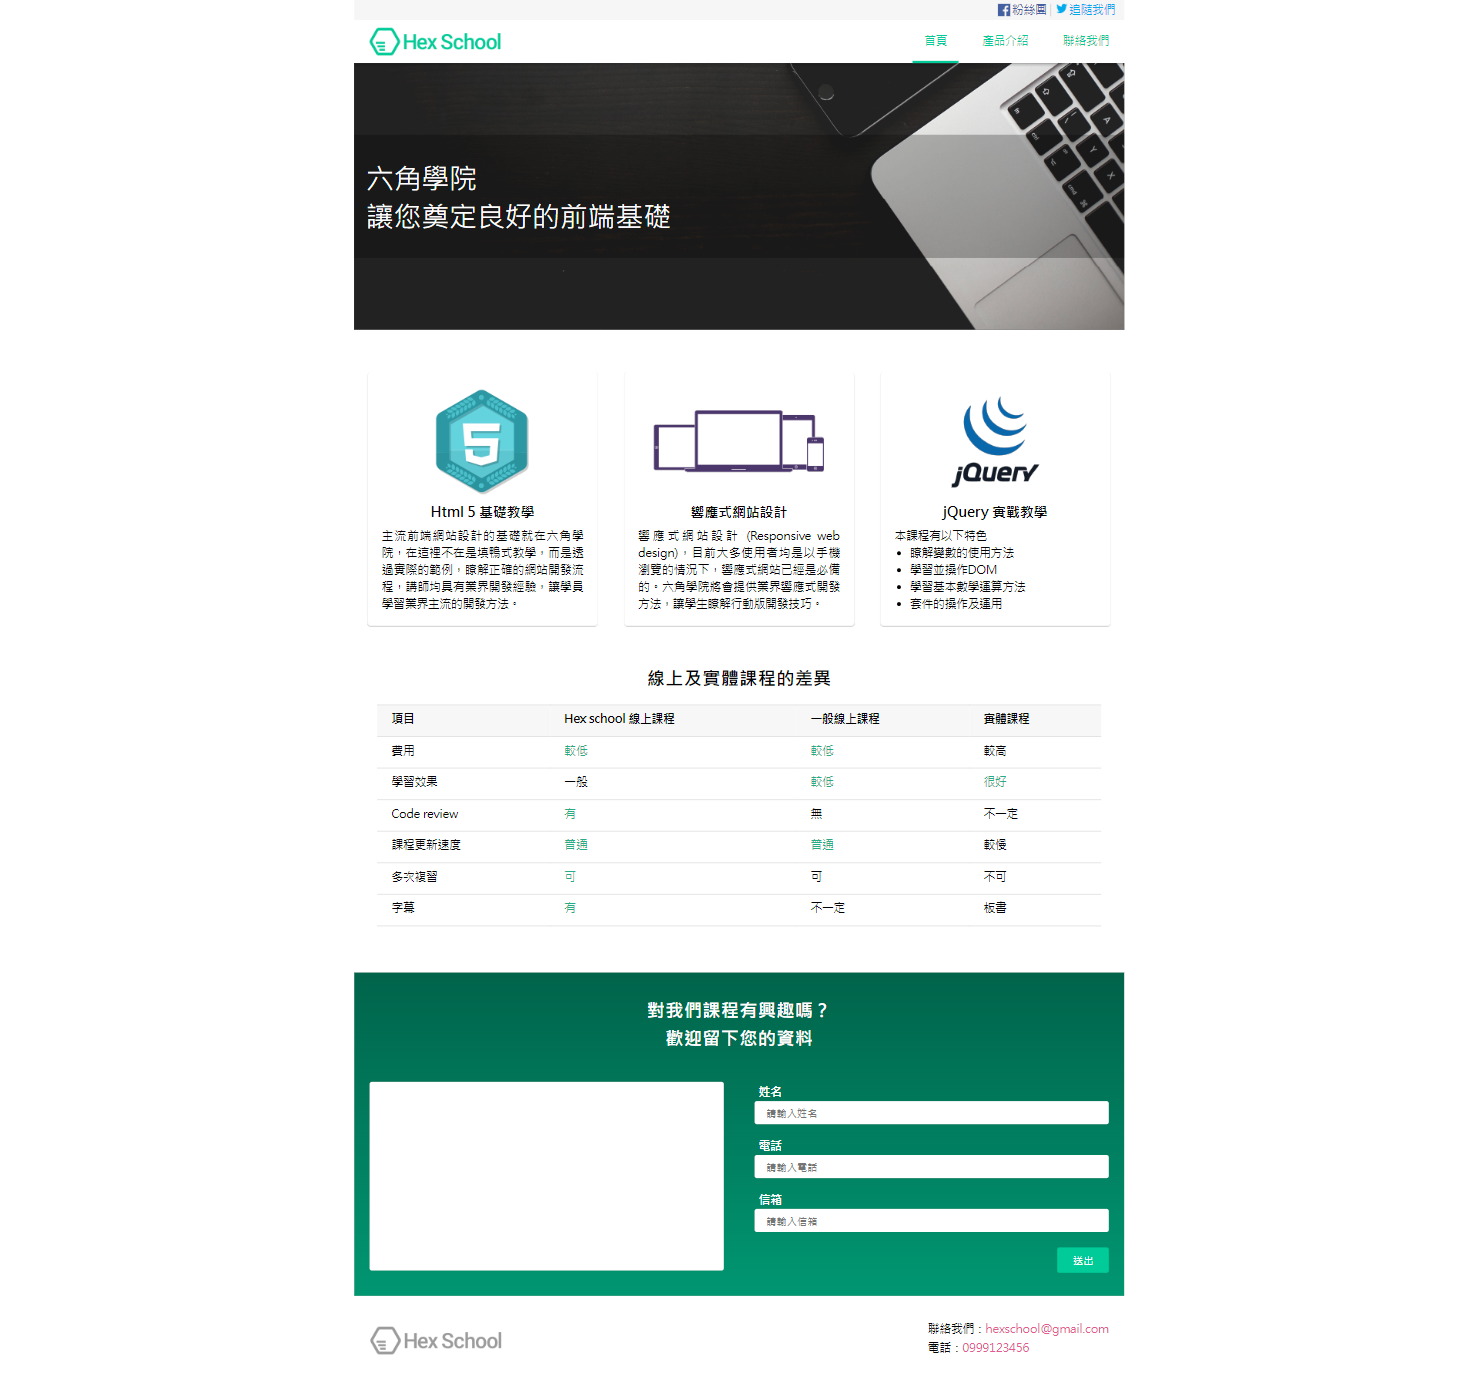 粉絲團 | 追隨我們
Hex School
首頁 產品介紹 聯絡我們
六角學院
讓您奠定良好的前端基礎
5
jQuery
Html 5 基礎教學
主流前端網站設計的基礎就在六角學
院，在這裡不在是填鴨式教學，而是透
過實際的範例，瞭解正確的網站開發流
程，講師均具有業界開發經驗，讓學員
學習業界主流的開發方法。
響應式網站設計
響應式網站設計 (Responsive web
design)，目前大多使用者均是以手機
瀏覽的情況下，響應式網站已經是必備
的。六角學院將會提供業界響應式開發
方法，讓學生瞭解行動版開發技巧。
jQuery 實戰教學
本課程有以下特色
• 瞭解變數的使用方法
• 學習並操作DOM
• 學習基本數學運算方法
• 套件的操作及運用
線上及實體課程的差異
項目 Hex school 線上課程 一般線上課程 實體課程
費用 較低 較低 較高
學習效果 一般 較低 很好
Code review 有 無 不一定
課程更新速度 普通 普通 較慢
多次複習 可 可 不可
字幕 有 不一定 板書
對我們課程有興趣嗎？
歡迎留下您的資料
姓名
請輸入姓名
電話
請輸入電話
信箱
請輸入信箱
送出
Hex School
聯絡我們：hexschool@gmail.com
電話：0999123456